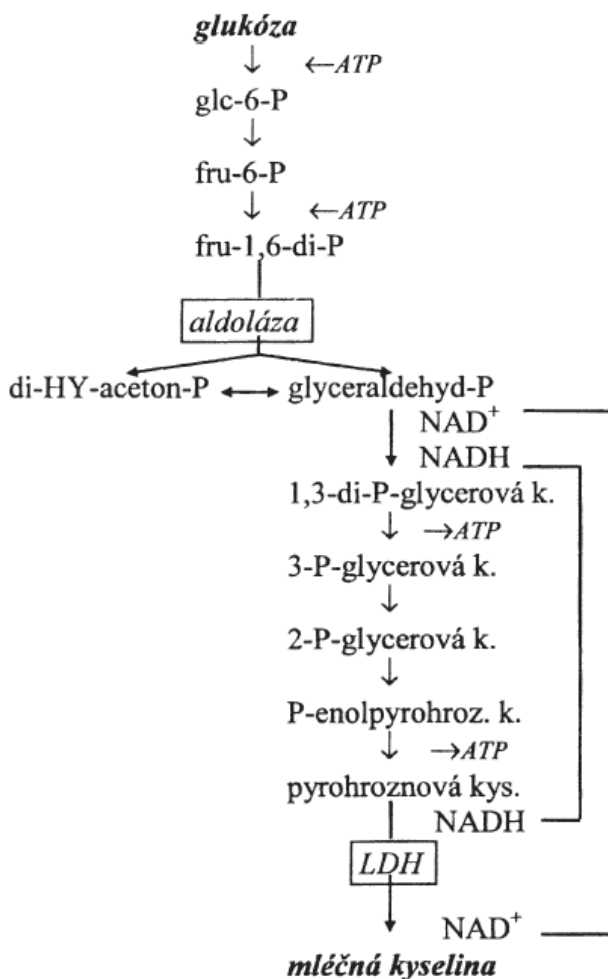 glukóza
↓ ←ATP
glc-6-P
↓
fru-6-P
↓ ←ATP
fru-1,6-di-P
aldoláza
di-HY-aceton-P ↔ glyceraldehyd-P
NAD⁺
NADH
1,3-di-P-glycerová k.
↓ →ATP
3-P-glycerová k.
↓
2-P-glycerová k.
↓
P-enolpyrohroz. k.
↓ →ATP
pyrohroznová kys.
NADH
LDH
NAD⁺
mléčná kyselina